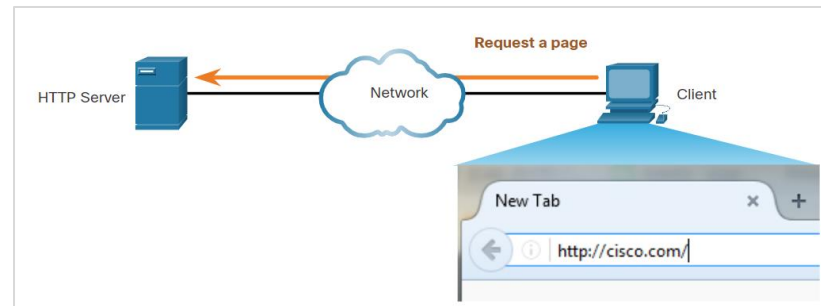 Request a page
HTTP Server
Network
Client
New Tab
http://cisco.com/